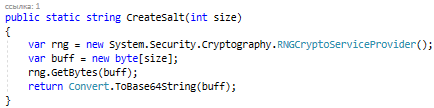 ссылка: 1
public static string CreateSalt(int size)
{
    var rng = new System.Security.Cryptography.RNGCryptoServiceProvider();
    var buff = new byte[size];
    rng.GetBytes(buff);
    return Convert.ToBase64String(buff);
}